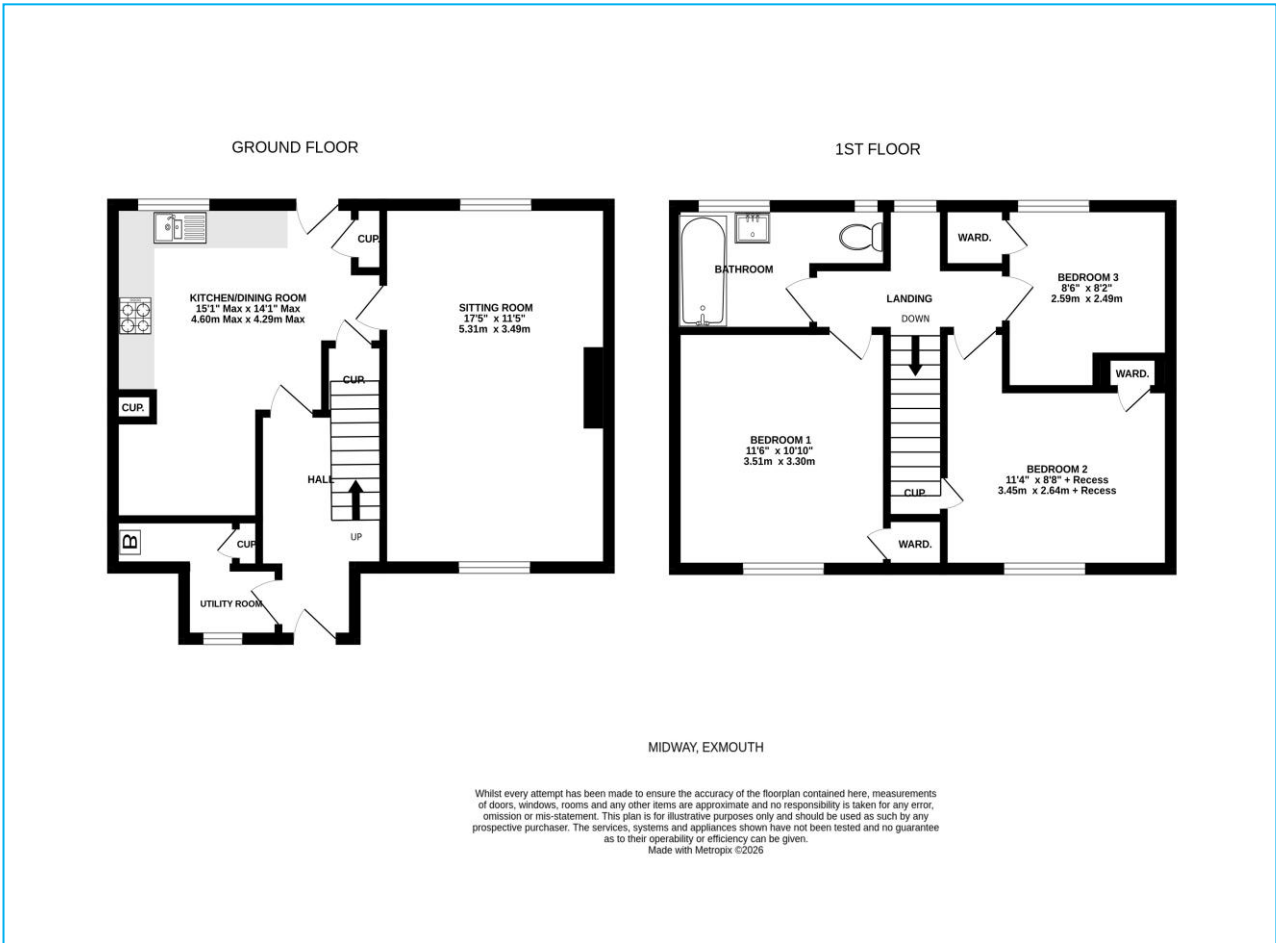 GROUND FLOOR
CUP.
KITCHEN/DINING ROOM
15'1" Max x 14'1" Max
4.60m Max x 4.29m Max
SITTING ROOM
17'5" x 11'5"
5.31m x 3.49m
CUP.
CUP.
HALL
UP
B
CUP.
UTILITY ROOM
1ST FLOOR
WARD.
BATHROOM
BEDROOM 3
8'6" x 8'2"
2.59m x 2.49m
LANDING
DOWN
WARD.
BEDROOM 1
11'6" x 10'10"
3.51m x 3.30m
BEDROOM 2
11'4" x 8'8" + Recess
3.45m x 2.64m + Recess
CUP.
WARD.
MIDWAY, EXMOUTH
Whilst every attempt has been made to ensure the accuracy of the floorplan contained here, measurements
of doors, windows, rooms and any other items are approximate and no responsibility is taken for any error,
omission or mis-statement. This plan is for illustrative purposes only and should be used as such by any
prospective purchaser. The services, systems and appliances shown have not been tested and no guarantee
as to their operability or efficiency can be given.
Made with Metropix ©2026